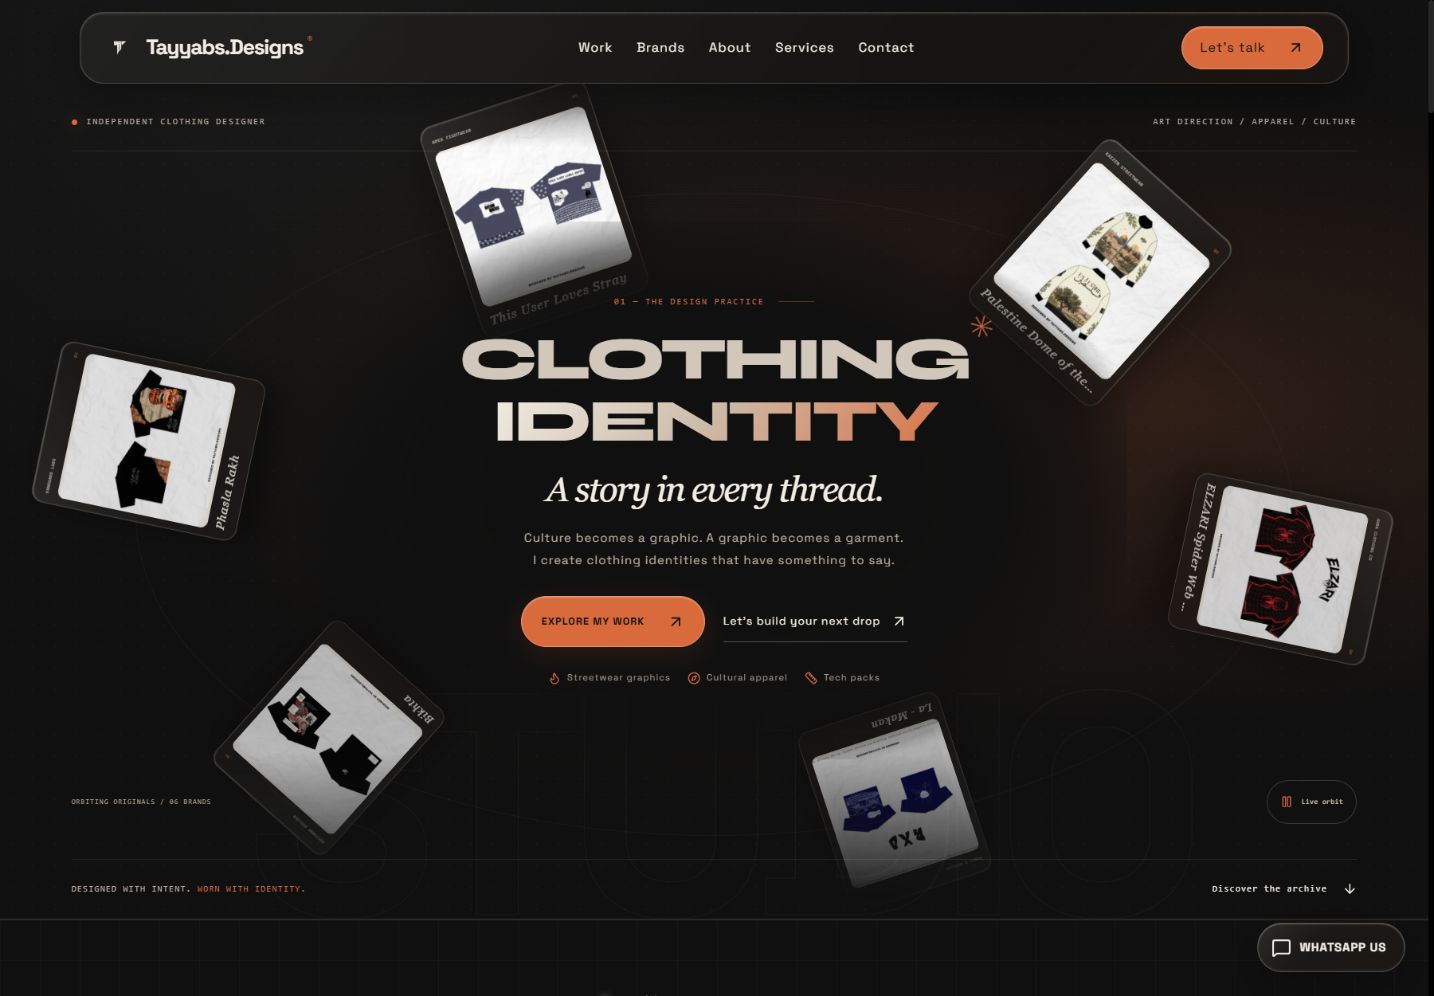 Tayyabs.Designs
Work
Brands
About
Services
Contact
Let's talk
INDEPENDENT CLOTHING DESIGNER
ART DIRECTION / APPAREL / CULTURE
This User Loves Stray
Palestine Dome of the...
01 — THE DESIGN PRACTICE
CLOTHING
IDENTITY
A story in every thread.
Culture becomes a graphic. A graphic becomes a garment.
I create clothing identities that have something to say.
Phasla Rakh
ELZARI Spider Web ...
ELZARI
EXPLORE MY WORK
Let's build your next drop
Streetwear graphics
Cultural apparel
Tech packs
Bikhta
La - Makan
STUDIO
ORBITING ORIGINALS / 06 BRANDS
Live orbit
DESIGNED WITH INTENT. WORN WITH IDENTITY.
Discover the archive
WHATSAPP US